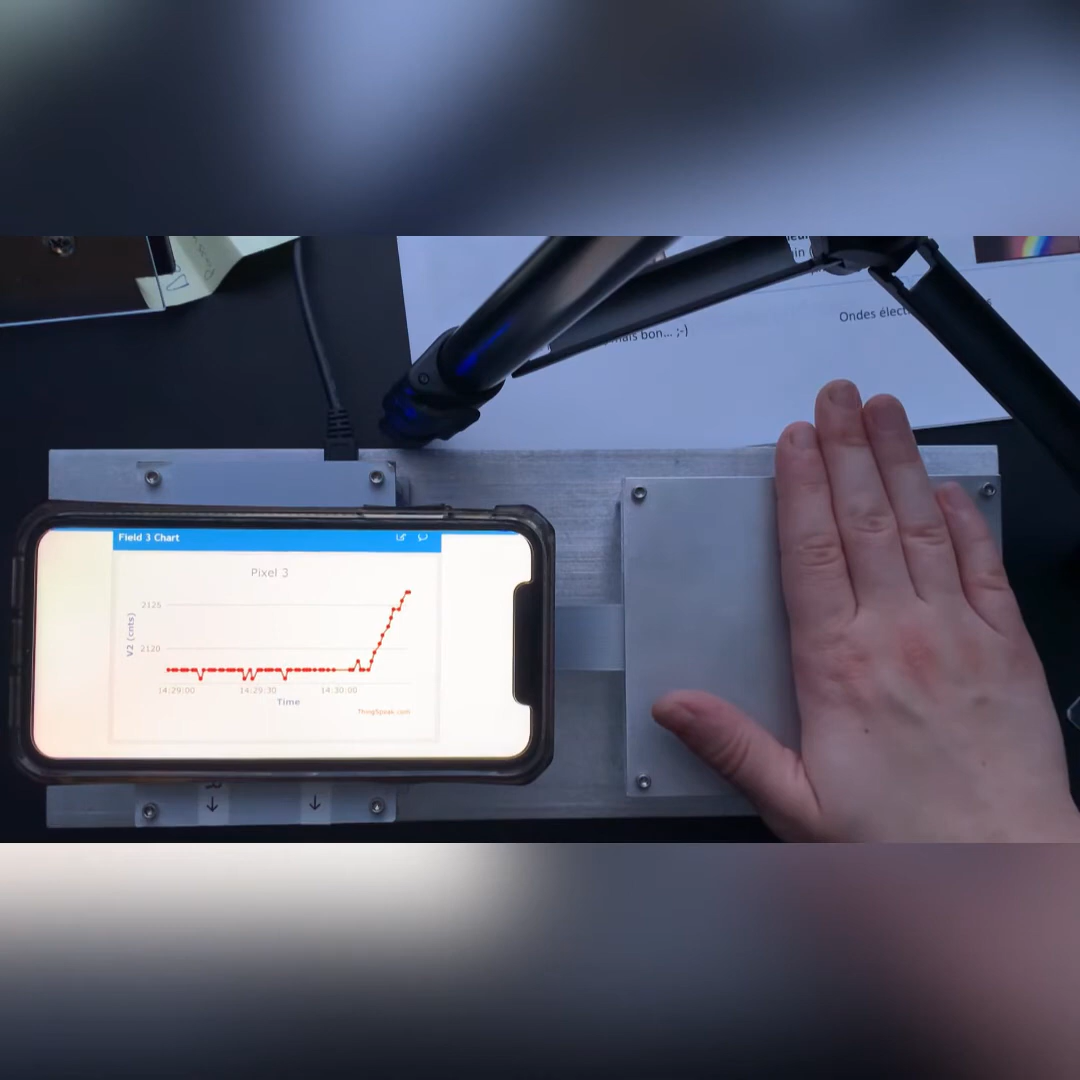 in (
Ondes élect
mais bon... ;-)
Field 3 Chart
Pixel 3
V2 (cnts)
2125
2120
14:29:00 14:29:30 14:30:00
Time
ThingSpeak.com
↓ ↓